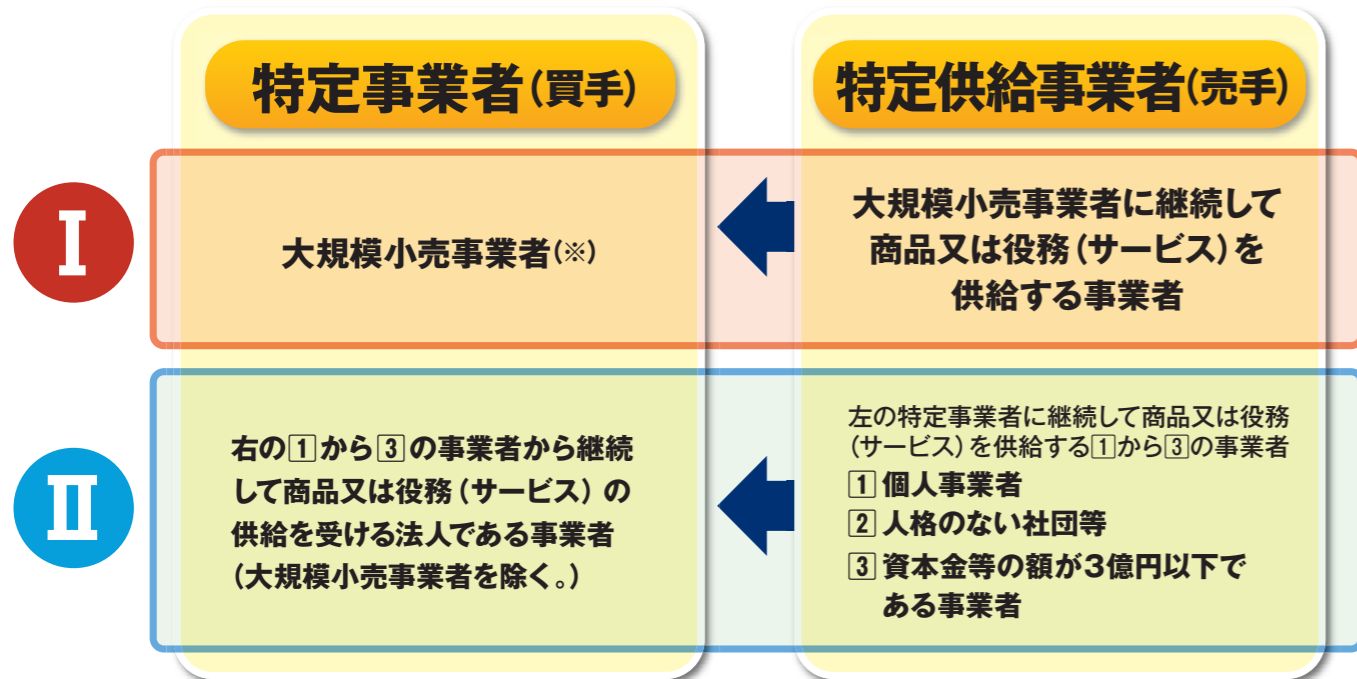 特定事業者(買手)
特定供給事業者(売手)
I
大規模小売事業者(※)
大規模小売事業者に継続して
商品又は役務(サービス)を
供給する事業者
II
右の1から3の事業者から継続
して商品又は役務(サービス)の
供給を受ける法人である事業者
(大規模小売事業者を除く。)
左の特定事業者に継続して商品又は役務
(サービス)を供給する1から3の事業者
1 個人事業者
2 人格のない社団等
3 資本金等の額が3億円以下で
ある事業者